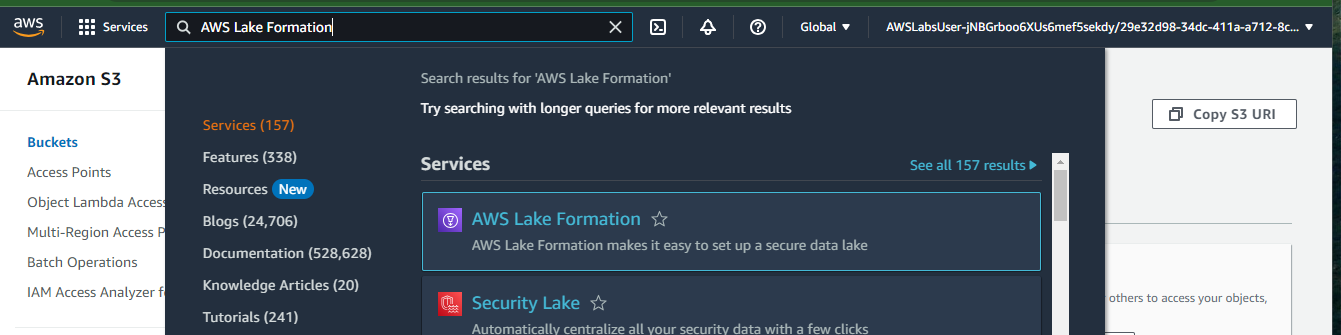 aws
Services
AWS Lake Formation
Global
AWSLabsUser-jNBGrboo6XUs6mef5sekdy/29e32d98-34dc-411a-a712-8c...
Amazon S3
Buckets
Access Points
Object Lambda Acces
Multi-Region Access P
Batch Operations
IAM Access Analyzer f
Services (157)
Features (338)
Resources New
Blogs (24,706)
Documentation (528,628)
Knowledge Articles (20)
Tutorials (241)
Search results for 'AWS Lake Formation'
Try searching with longer queries for more relevant results
Services
See all 157 results
AWS Lake Formation
AWS Lake Formation makes it easy to set up a secure data lake
Security Lake
Automatically centralize all your security data with a few clicks
Copy S3 URI
others to access your objects,